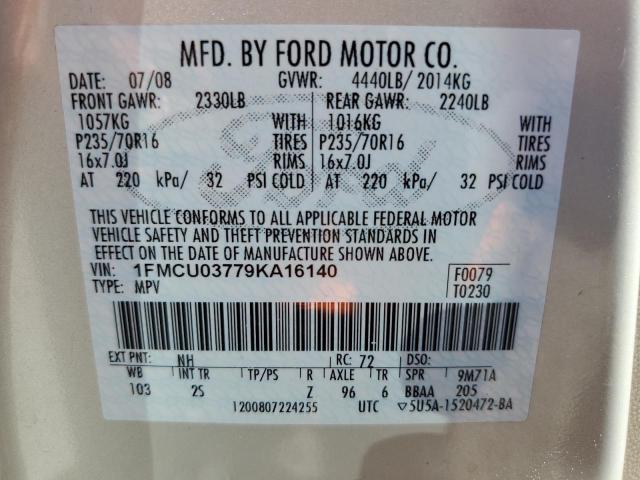 MFD. BY FORD MOTOR CO.
DATE: 07/08 GVWR: 4440LB/ 2014KG
FRONT GAWR: 2330LB REAR GAWR: 2240LB
1057KG WITH 1016KG WITH
P235/70R16 TIRES P235/70R16 TIRES
16x7.0J RIMS 16x7.0J RIMS
AT 220 kPa/ 32 PSI COLD AT 220 kPa/ 32 PSI COLD
THIS VEHICLE CONFORMS TO ALL APPLICABLE FEDERAL MOTOR
VEHICLE SAFETY AND THEFT PREVENTION STANDARDS IN
EFFECT ON THE DATE OF MANUFACTURE SHOWN ABOVE.
VIN: 1FMCU03779KA16140 F0079
TYPE: MPV T0230
EXT PNT: NH RC: 72 DSO:
WB INT TR TP/PS R AXLE TR SPR 9M71A
103 2S Z 96 6 BBAA 205
1200807224255 UTC ▽5U5A-1520472-BA
Ford